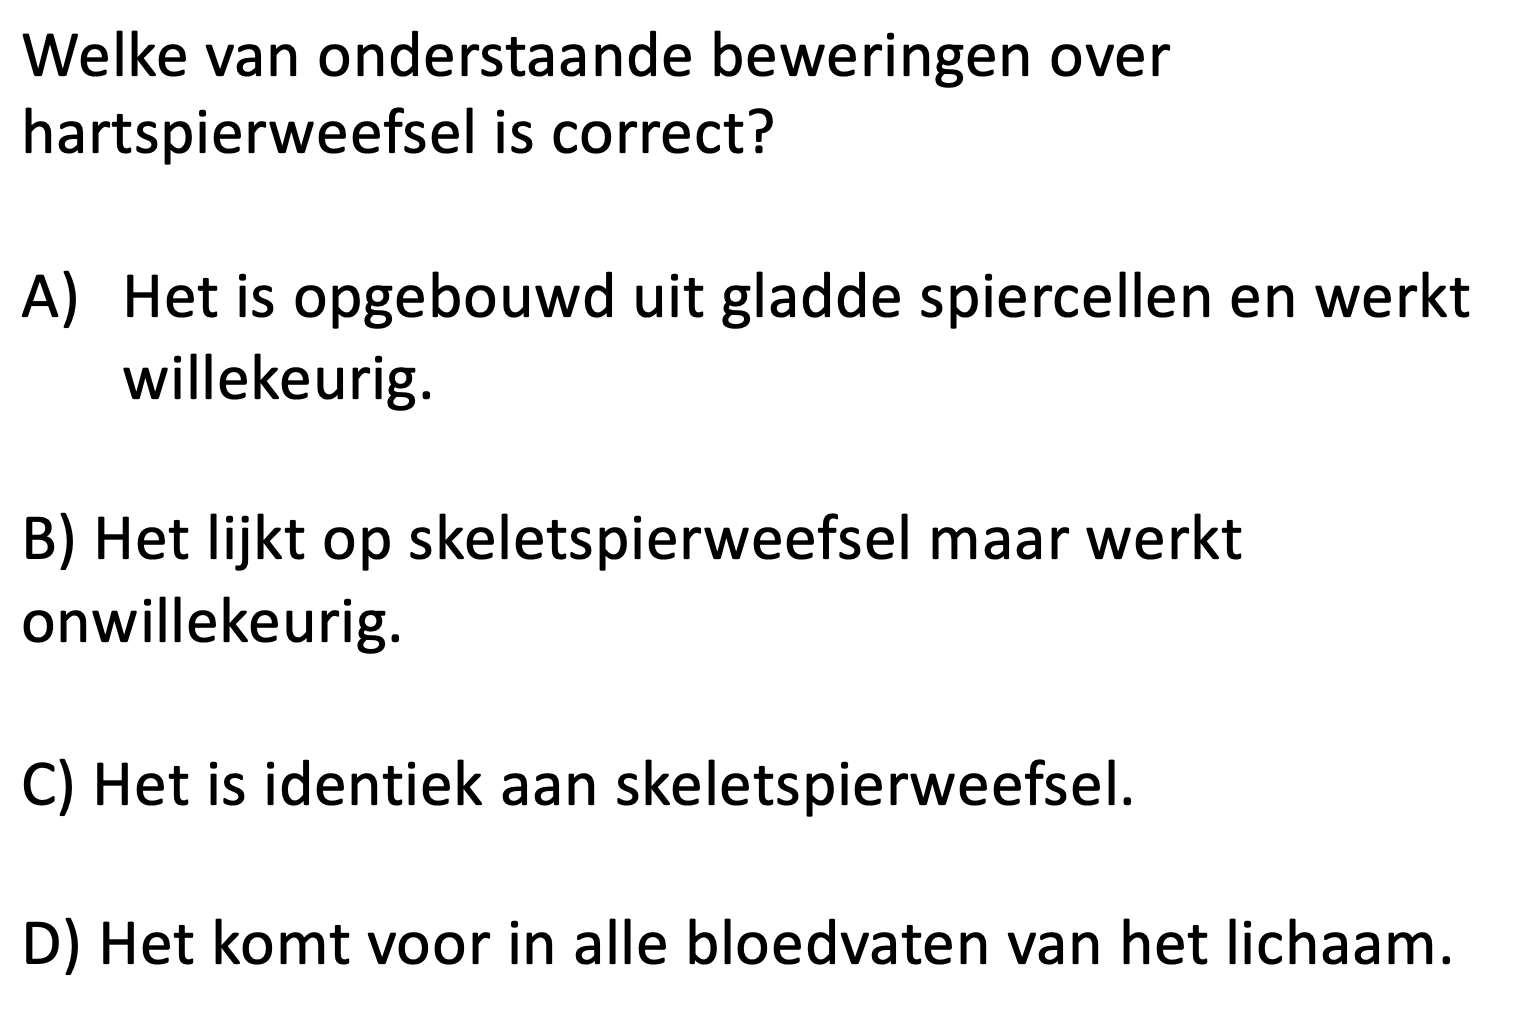 Welke van onderstaande beweringen over
hartspierweefsel is correct?
A) Het is opgebouwd uit gladde spiercellen en werkt
willekeurig.
B) Het lijkt op skeletspierweefsel maar werkt
onwillekeurig.
C) Het is identiek aan skeletspierweefsel.
D) Het komt voor in alle bloedvaten van het lichaam.